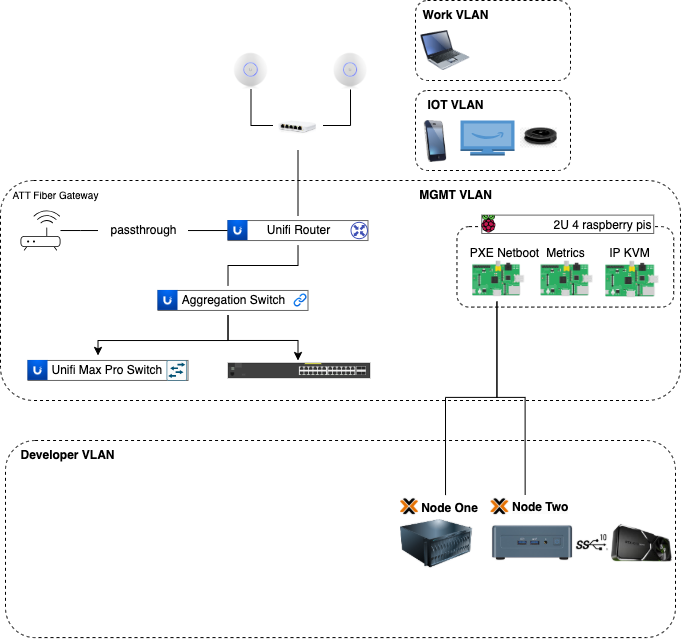 Work VLAN
IOT VLAN
ATT Fiber Gateway
MGMT VLAN
passthrough
Unifi Router
2U 4 raspberry pis
PXE Netboot
Metrics
IP KVM
Aggregation Switch
Unifi Max Pro Switch
Developer VLAN
Node One
Node Two
SS
10